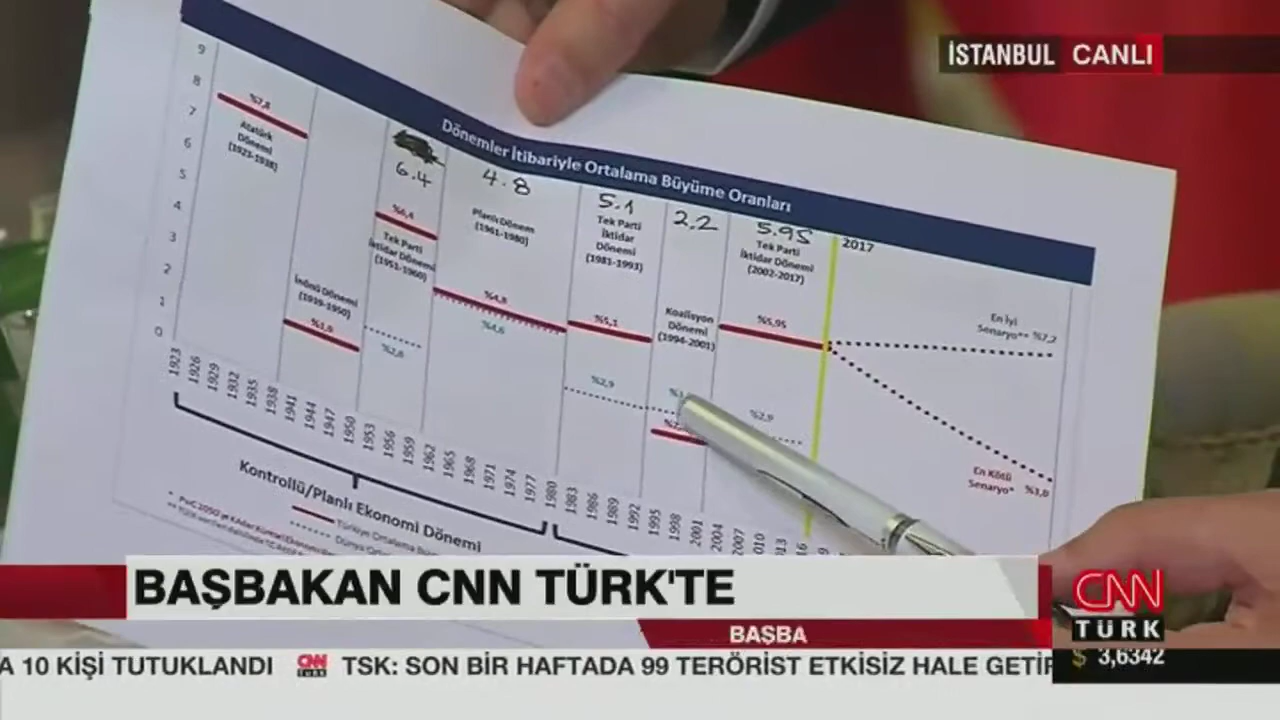 İSTANBUL CANLI
Dönemler İtibariyle Ortalama Büyüme Oranları
9
8
7
6
5
4
3
2
1
0
%7,8
Atatürk
Dönemi
(1923-1938)
İnönü Dönemi
(1939-1950)
6.4
%6,4
Tek Parti
İktidar Dönemi
(1951-1960)
%2,8
4.8
Planlı Dönem
(1961-1980)
%4,8
%4,6
5.1
Tek Parti
İktidar
Dönemi
(1981-1993)
%5,1
%2,9
2,2
Koalisyon
Dönemi
(1994-2001)
5.95
Tek Parti
İktidar Dönemi
(2002-2017)
%5,95
%2,9
2017
En İyi
Senaryo** %7,2
En Kötü
Senaryo* %3,0
1923
1926
1929
1932
1935
1938
1941
1944
1947
1950
1953
1956
1959
1962
1965
1968
1971
1974
1977
1980
1983
1986
1989
1992
1995
1998
2001
2004
2007
Kontrollü/Planlı Ekonomi Dönemi
Türkiye Ortalama
BAŞBAKAN CNN TÜRK'TE
BAŞBA
CNN
TÜRK
A 10 KİŞİ TUTUKLANDI CNN TÜRK TSK: SON BİR HAFTADA 99 TERÖRİST ETKİSİZ HALE GETİR
$ 3,6342